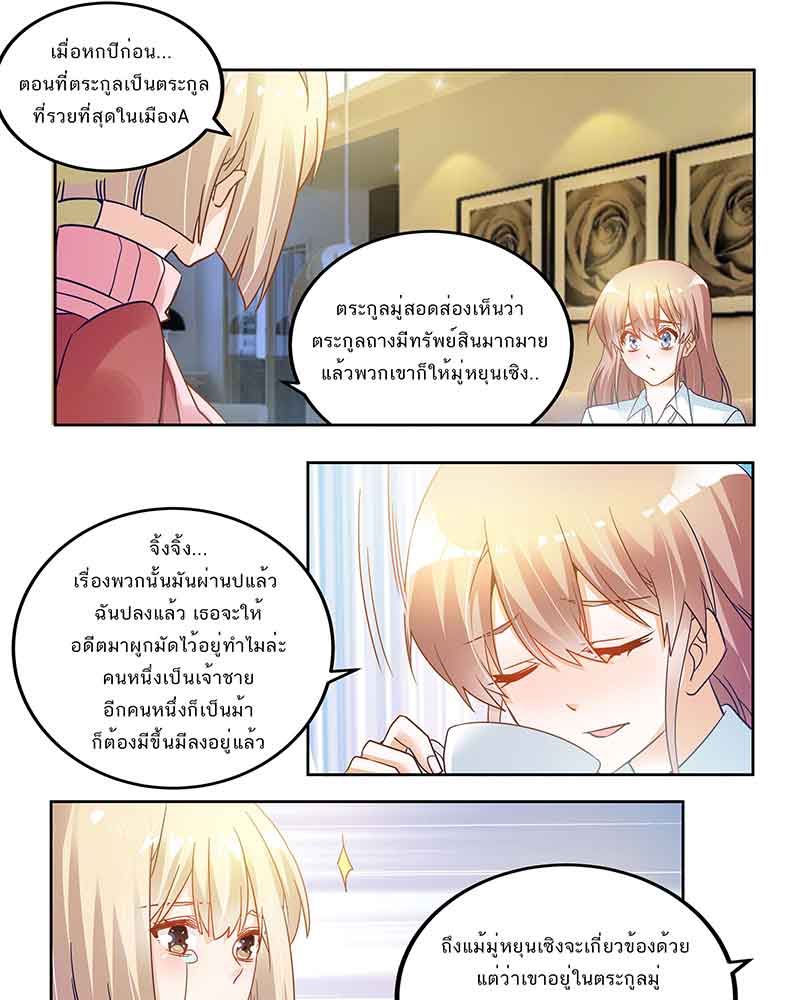 เมื่อหกปีก่อน...
ตอนที่ตระกูลเป็นตระกูล
ที่รวยที่สุดในเมืองA
ตระกูลมู่สอดส่องเห็นว่า
ตระกูลถางมีทรัพย์สินมากมาย
แล้วพวกเขาก็ให้มู่หยุนเชิง..
จิ้งจิ้ง...
เรื่องพวกนั้นมันผ่านปแล้ว
ฉันปลงแล้ว เธอจะให้
อดีตมาผูกมัดไว้อยู่ทำไมล่ะ
คนหนึ่งเป็นเจ้าชาย
อีกคนหนึ่งก็เป็นม้า
ก็ต้องมีขึ้นมีลงอยู่แล้ว
ถึงแม้มู่หยุนเชิงจะเกี่ยวข้องด้วย
แต่ว่าเขาอยู่ในตระกูลมู่